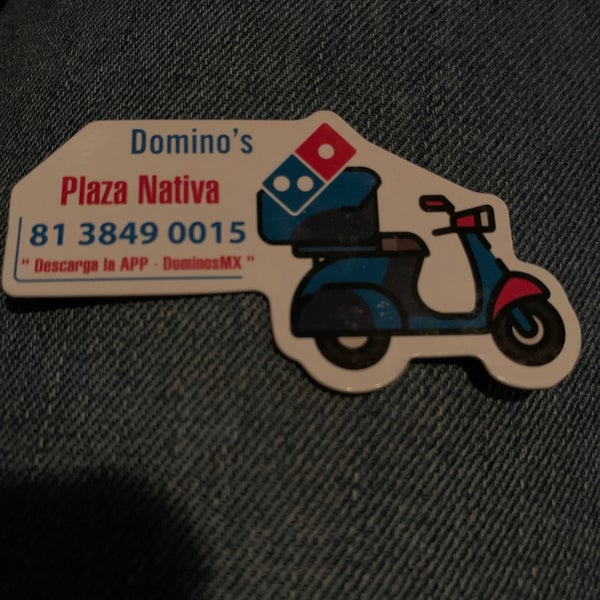 Domino's
Plaza Nativa
81 3849 0015
" Descarga la APP - DominosMX "